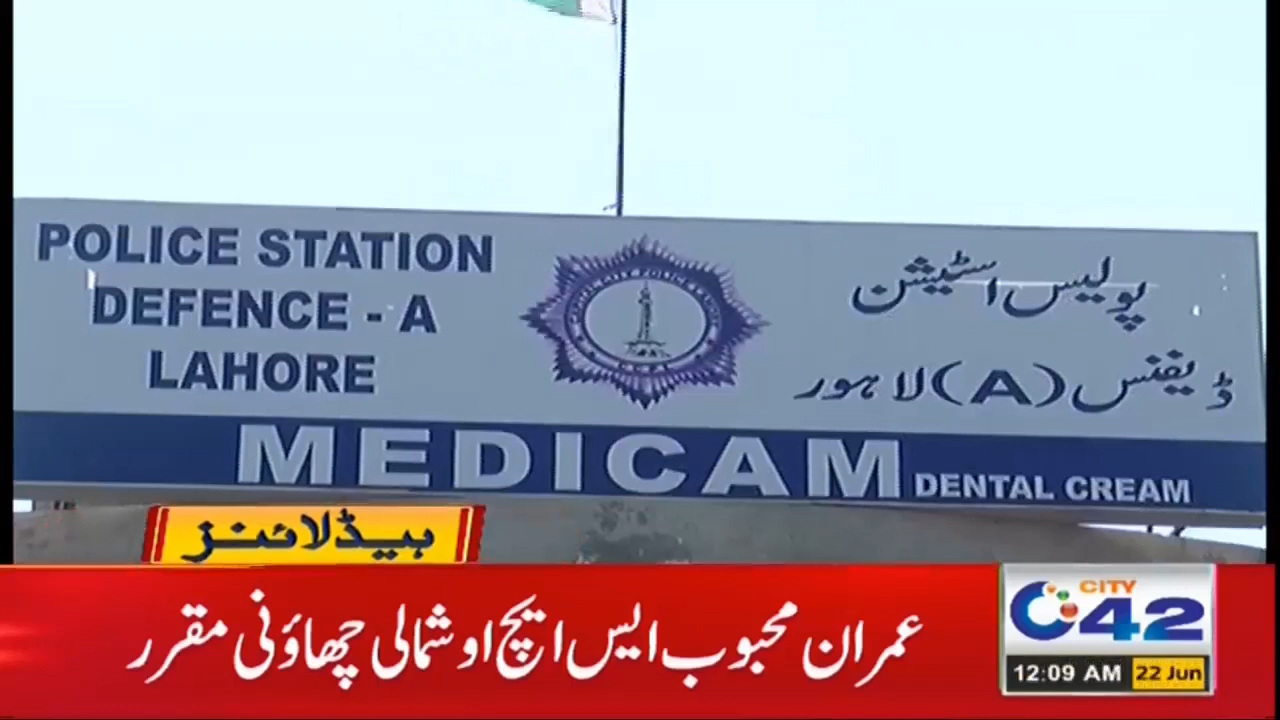 POLICE STATION
DEFENCE - A
LAHORE
پولیس اسٹیشن
ڈیفنس (A) لاہور
MEDICAM DENTAL CREAM
ہیڈلائنز
عمران محبوب ایس ایچ او شمالی چھاؤنی مقرر
CITY
42
12:09 AM 22 Jun